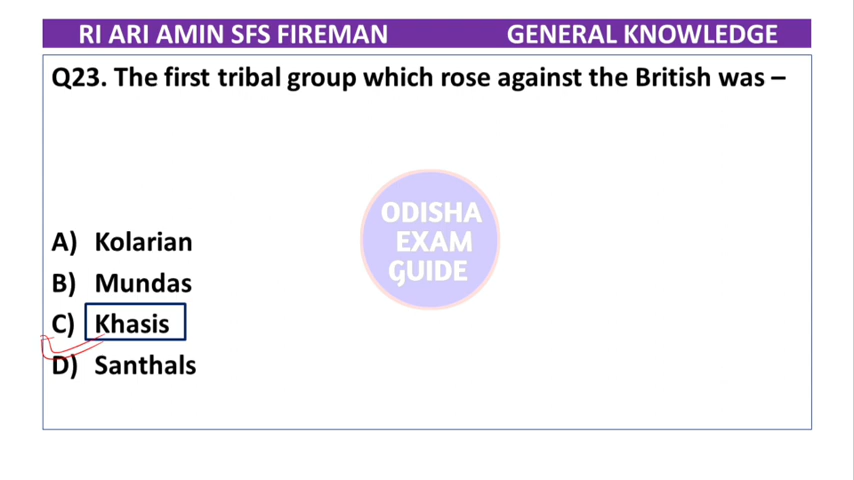 RI ARI AMIN SFS FIREMAN GENERAL KNOWLEDGE
Q23. The first tribal group which rose against the British was –
ODISHA
EXAM
GUIDE
A) Kolarian
B) Mundas
C) Khasis
D) Santhals